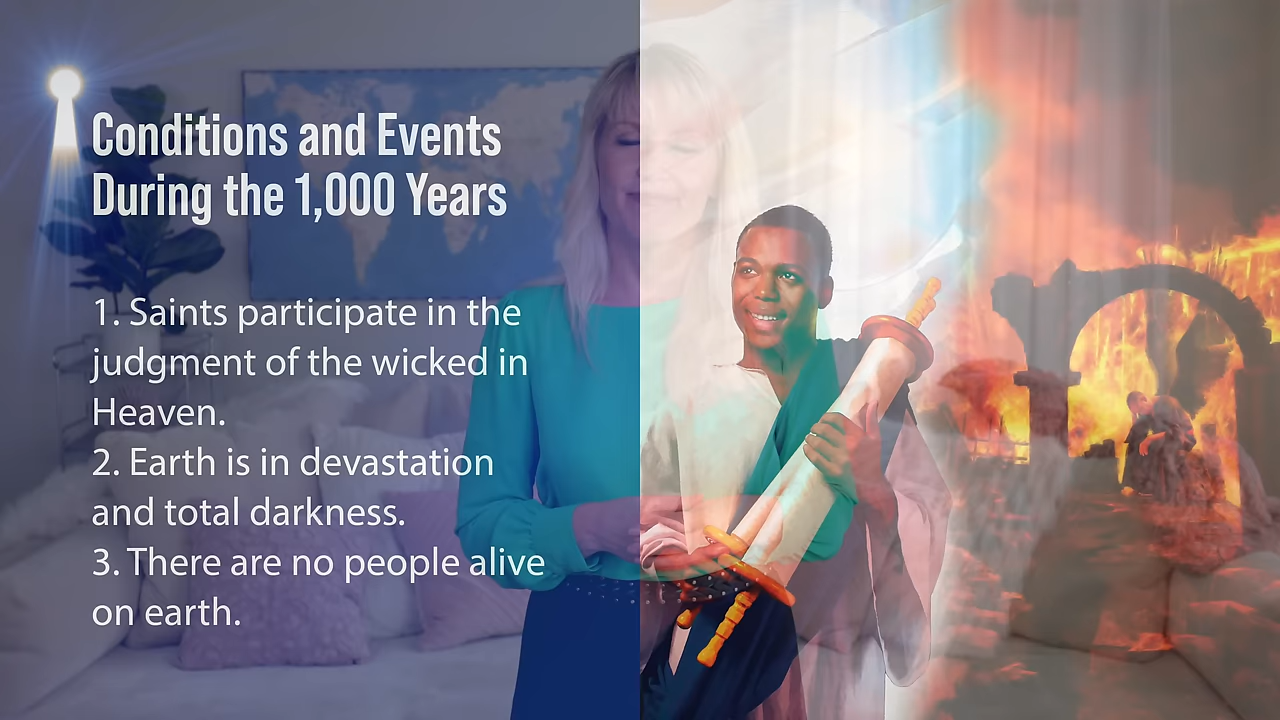 Conditions and Events
During the 1,000 Years
1. Saints participate in the
judgment of the wicked in
Heaven.
2. Earth is in devastation
and total darkness.
3. There are no people alive
on earth.